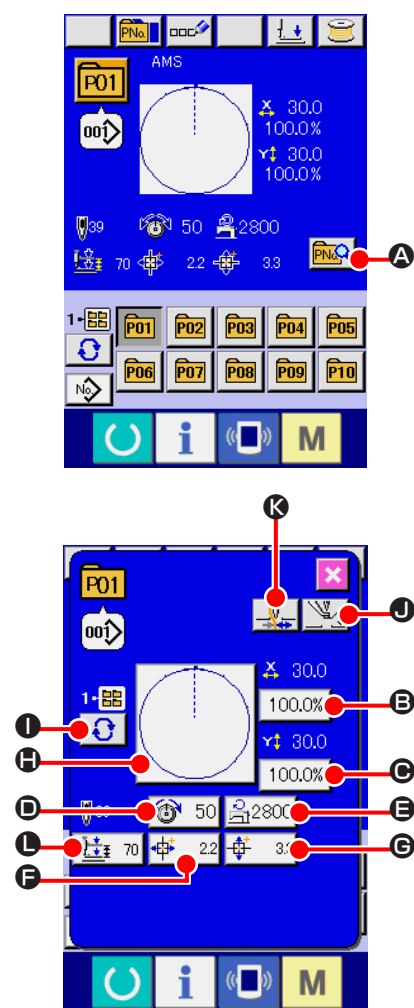 PNo.
AMS
P01
001
X 30.0
100.0%
Y 30.0
100.0%
39 50 2800
PNo. A
70 2.2 3.3
1- P01 P02 P03 P04 P05
P06 P07 P08 P09 P10
No.
i M
K
P01
J
001
X 30.0
1-
100.0% B
I
Y 30.0
H
100.0% C
D 50 2800 E
L 70 2.2 G
F
i M